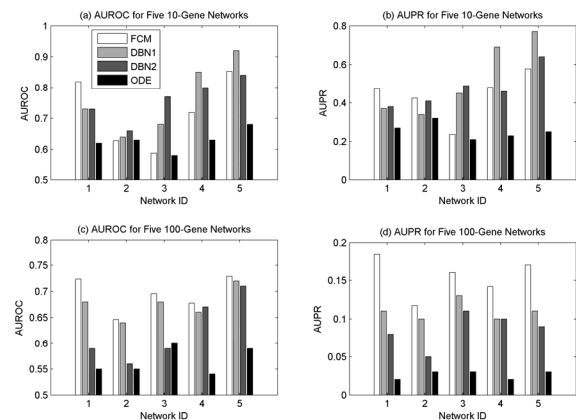 (a) AUROC for Five 10-Gene Networks
1
0.9
0.8
0.7
0.6
0.5
AUROC
FCM
DBN1
DBN2
ODE
1 2 3 4 5
Network ID
(b) AUPR for Five 10-Gene Networks
0.8
0.6
0.4
0.2
0
AUPR
1 2 3 4 5
Network ID
(c) AUROC for Five 100-Gene Networks
0.8
0.75
0.7
0.65
0.6
0.55
0.5
AUROC
1 2 3 4 5
Network ID
(d) AUPR for Five 100-Gene Networks
0.2
0.15
0.1
0.05
0
AUPR
1 2 3 4 5
Network ID